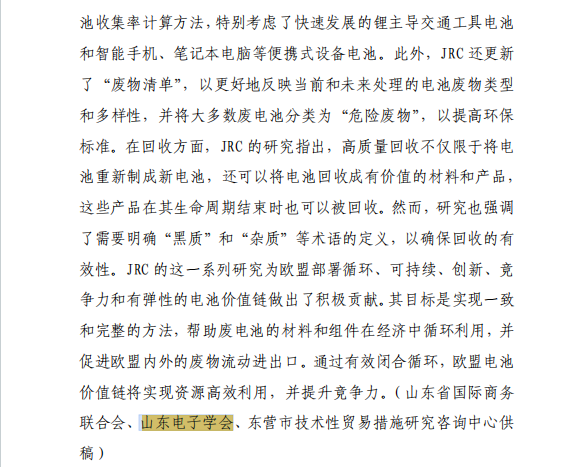 池收集率计算方法，特别考虑了快速发展的锂主导交通工具电池
和智能手机、笔记本电脑等便携式设备电池。此外，JRC 还更新
了“废物清单”，以更好地反映当前和未来处理的电池废物类型
和多样性，并将大多数废电池分类为“危险废物”，以提高环保
标准。在回收方面，JRC 的研究指出，高质量回收不仅限于将电
池重新制成新电池，还可以将电池回收成有价值的材料和产品，
这些产品在其生命周期结束时也可以被回收。然而，研究也强调
了需要明确“黑质”和“杂质”等术语的定义，以确保回收的有
效性。JRC 的这一系列研究为欧盟部署循环、可持续、创新、竞
争力和有弹性的电池价值链做出了积极贡献。其目标是实现一致
和完整的方法，帮助废电池的材料和组件在经济中循环利用，并
促进欧盟内外的废物流动进出口。通过有效闭合循环，欧盟电池
价值链将实现资源高效利用，并提升竞争力。（山东省国际商务
联合会、山东电子学会、东营市技术性贸易措施研究咨询中心供
稿）